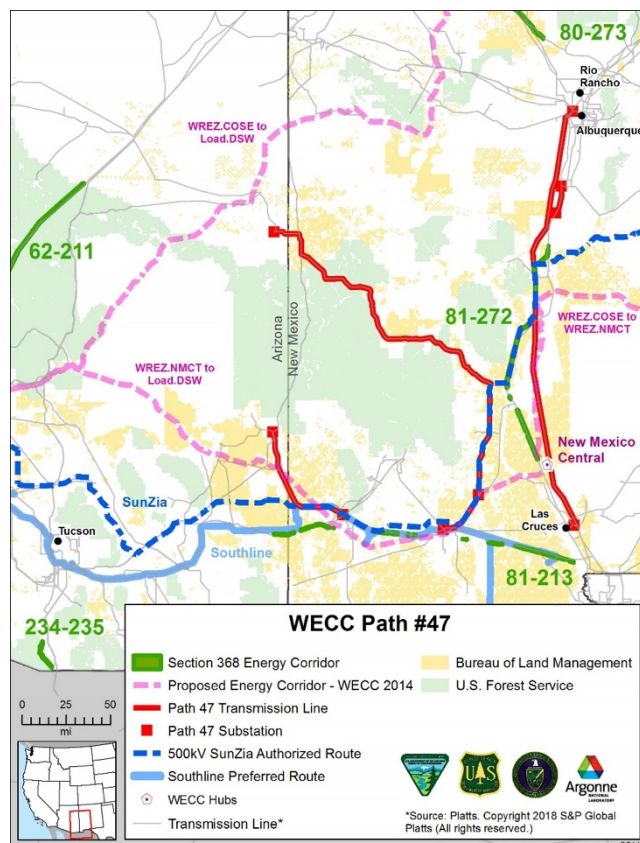 80-273
Rio
Rancho
Albuquerque
WREZ.COSE to
Load.DSW
62-211
81-272
Arizona
New Mexico
WREZ.COSE to
WREZ.NMCT
WREZ.NMCT to
Load.DSW
New Mexico
Central
SunZia
Las
Cruces
Tucson
Southline
81-213
234-235
WECC Path #47
Section 368 Energy Corridor
Proposed Energy Corridor - WECC 2014
Path 47 Transmission Line
Path 47 Substation
500kV SunZia Authorized Route
Southline Preferred Route
WECC Hubs
Transmission Line*
Bureau of Land Management
U.S. Forest Service
0 25 50
mi
U S
Argonne
NATIONAL
LABORATORY
*Source: Platts. Copyright 2018 S&P Global
Platts (All rights reserved.)